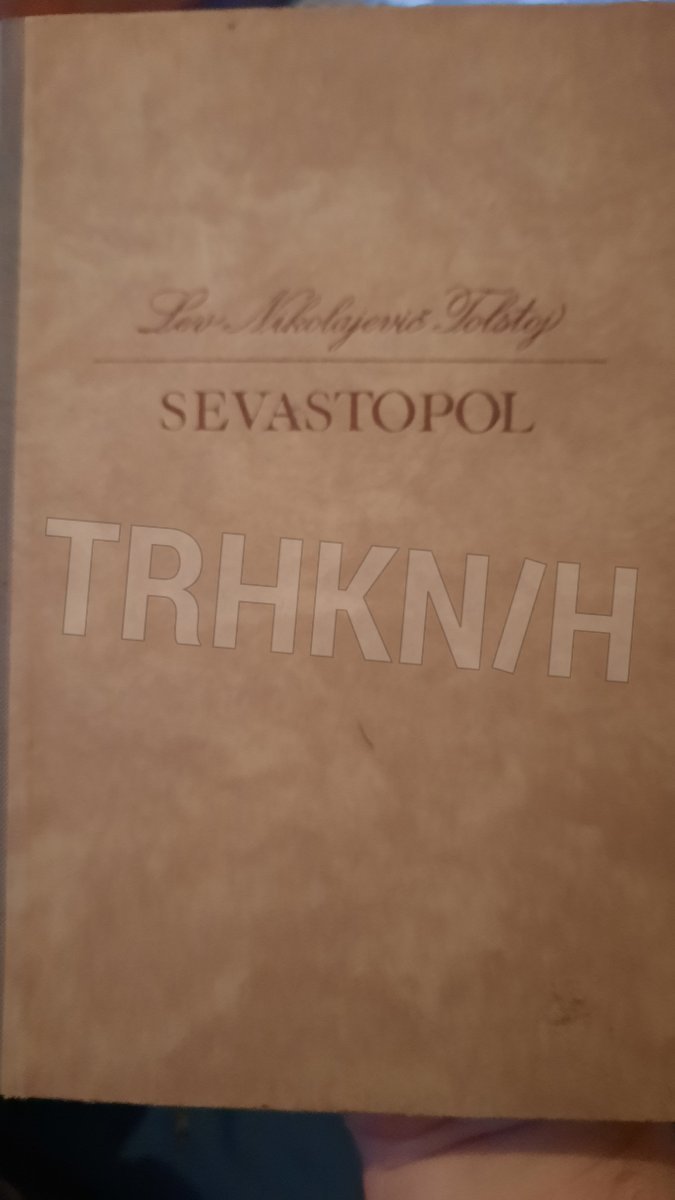 Lev Nikolajevič Tolstoj
SEVASTOPOL
TRHKN/H